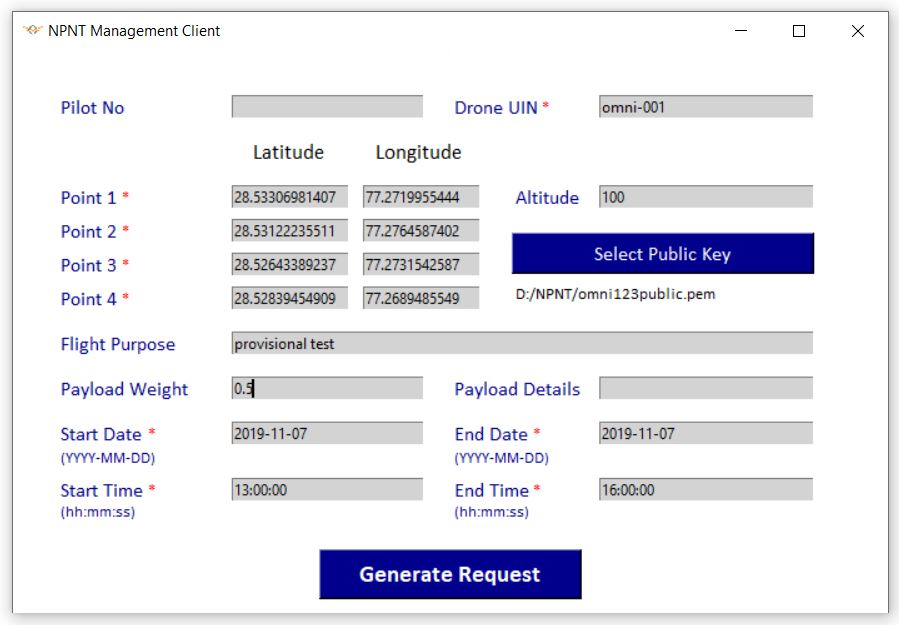 NPNT Management Client
Pilot No
Drone UIN * omni-001
Latitude Longitude
Point 1 * 28.53306981407 77.2719955444 Altitude 100
Point 2 * 28.53122235511 77.2764587402
Select Public Key
Point 3 * 28.52643389237 77.2731542587
Point 4 * 28.52839454909 77.2689485549 D:/NPNT/omni123public.pem
Flight Purpose provisional test
Payload Weight 0.5 Payload Details
Start Date * 2019-11-07 End Date * 2019-11-07
(YYYY-MM-DD) (YYYY-MM-DD)
Start Time * 13:00:00 End Time * 16:00:00
(hh:mm:ss) (hh:mm:ss)
Generate Request